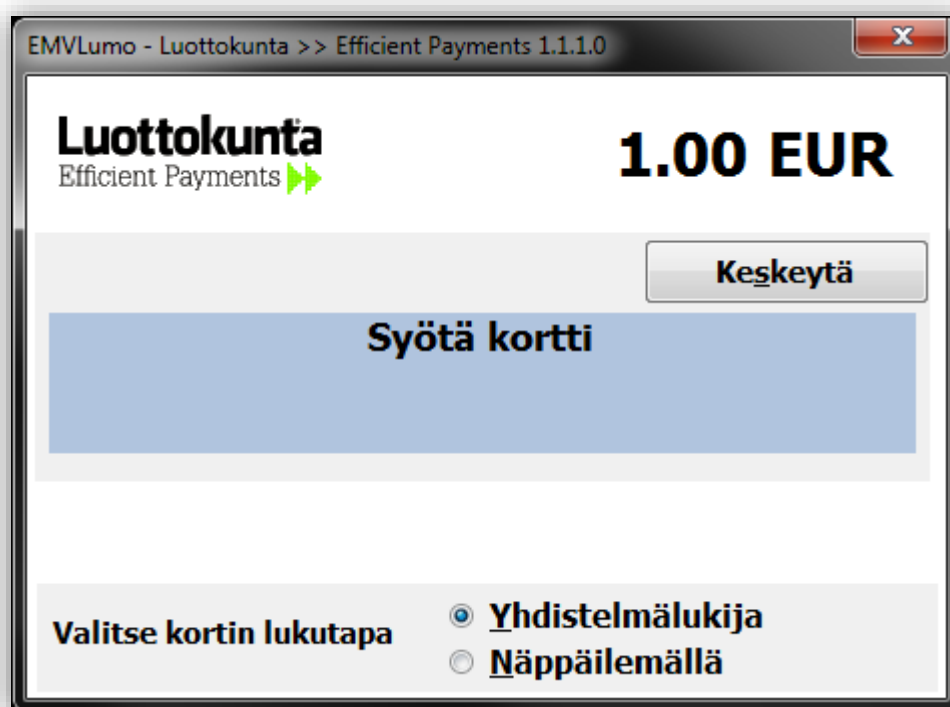 EMVLumo - Luottokunta >> Efficient Payments 1.1.1.0
Luottokunta
Efficient Payments
1.00 EUR
Keskeytä
Syötä kortti
Valitse kortin lukutapa
Yhdistelmälukija
Näppäilemällä